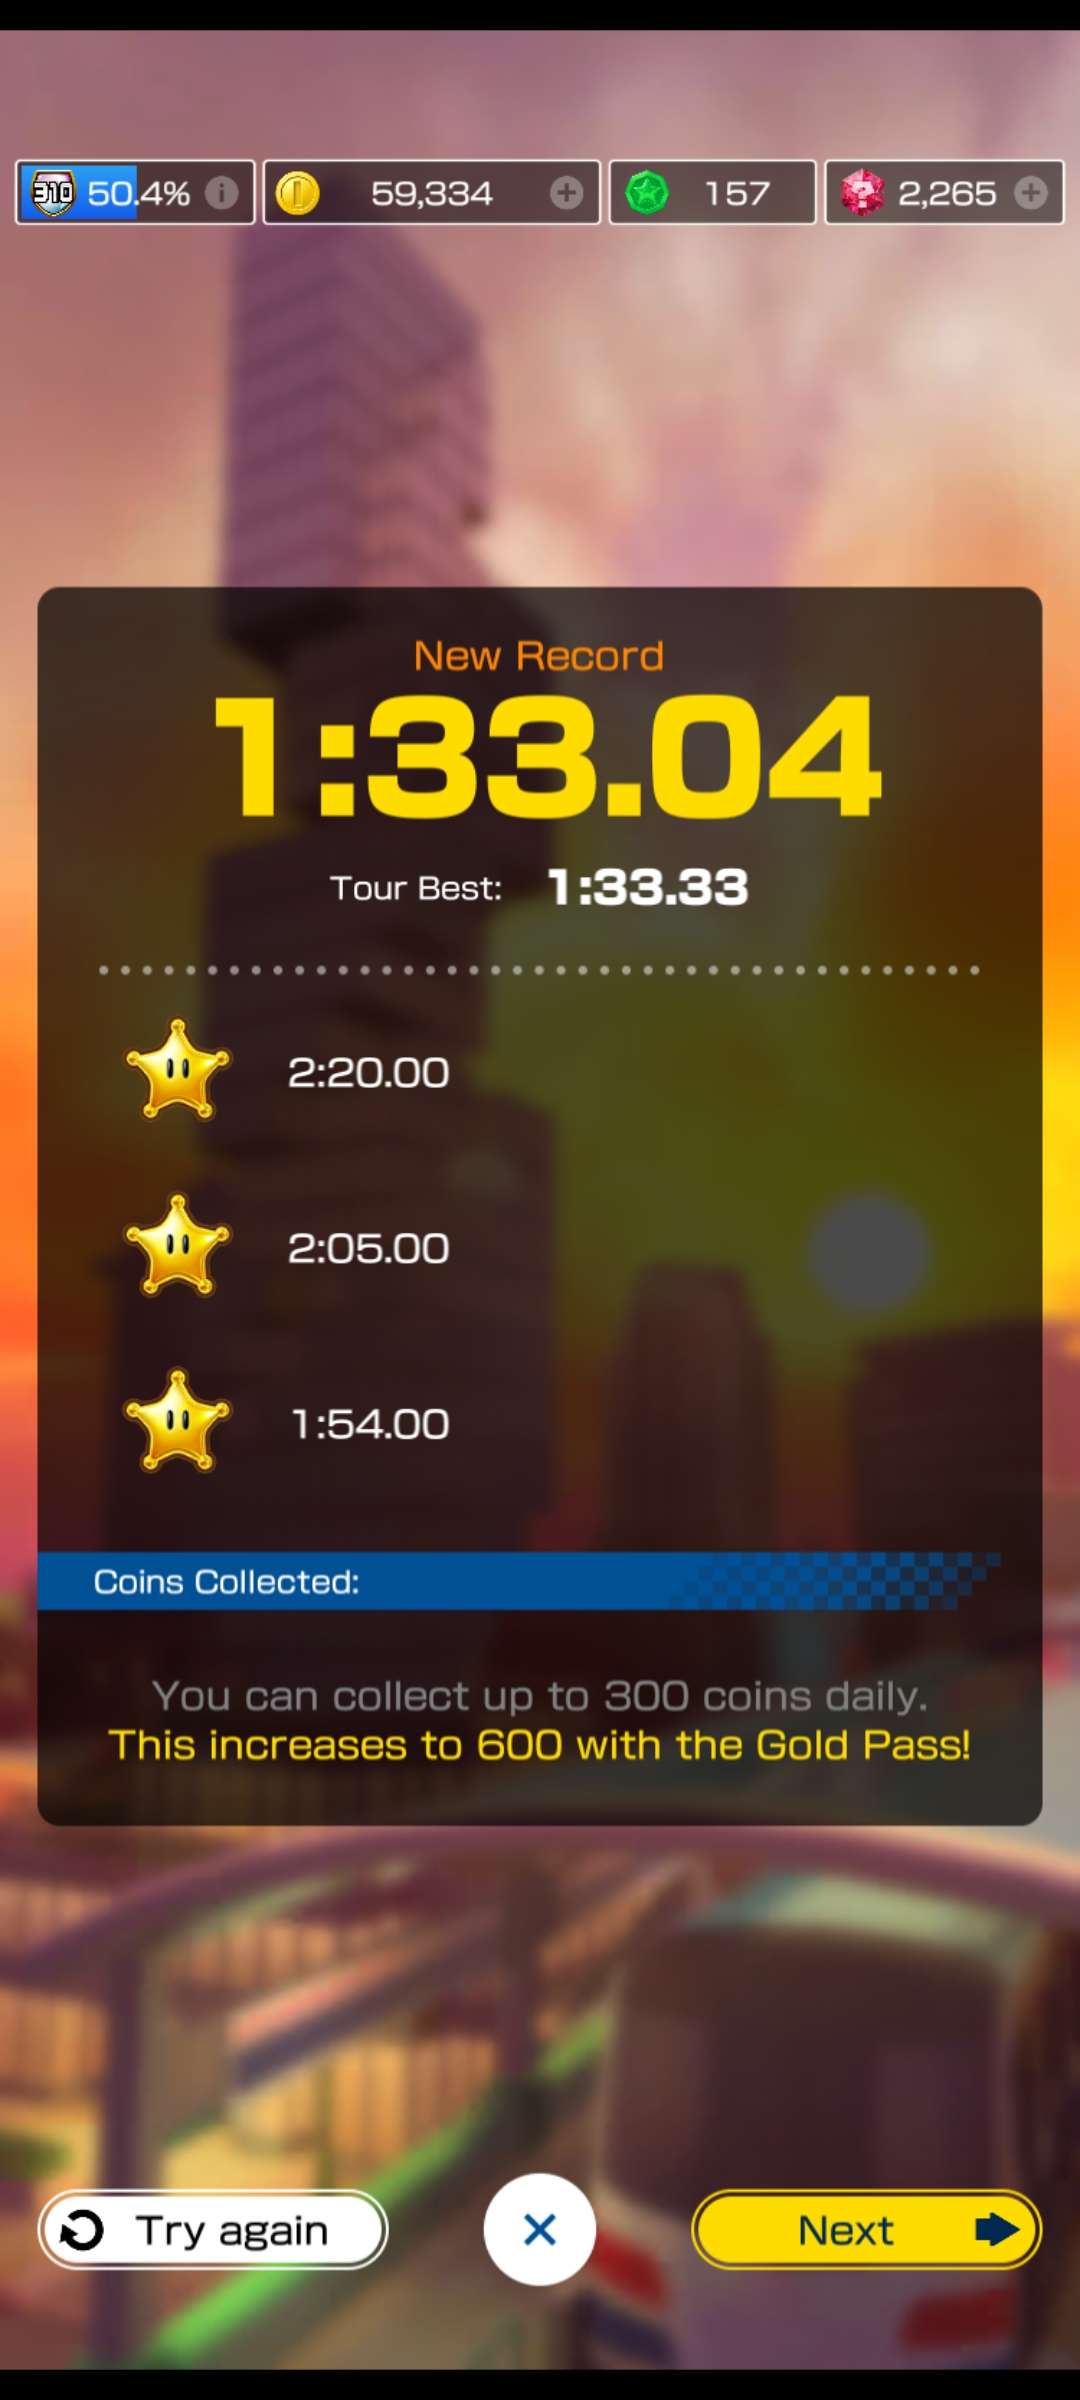 310 50.4% i 59,334 + 157 2,265 +
New Record
1:33.04
Tour Best: 1:33.33
2:20.00
2:05.00
1:54.00
Coins Collected:
You can collect up to 300 coins daily.
This increases to 600 with the Gold Pass!
Try again × Next